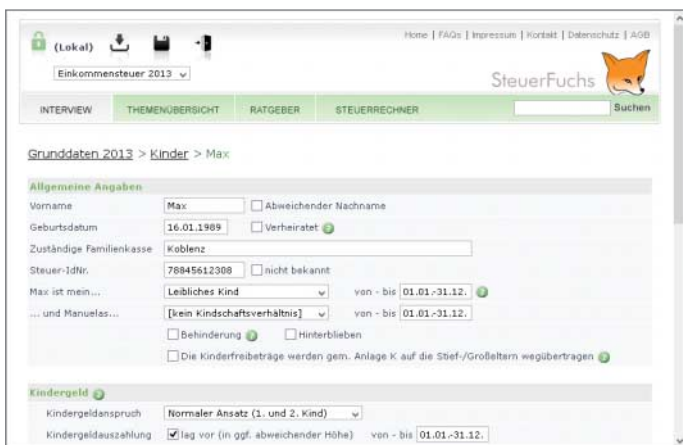 Home | FAQs | Impressum | Kontakt | Datenschutz | AGB
(Lokal)
Einkommensteuer 2013
SteuerFuchs
INTERVIEW THEMENÜBERSICHT RATGEBER STEUERRECHNER Suchen
Grunddaten 2013 > Kinder > Max
Allgemeine Angaben
Vorname Max Abweichender Nachname
Geburtsdatum 16.01.1989 Verheiratet
Zuständige Familienkasse Koblenz
Steuer-IdNr. 78845612308 nicht bekannt
Max ist mein... Leibliches Kind von - bis 01.01.-31.12.
... und Manuelas... [kein Kindschaftsverhältnis] von - bis 01.01.-31.12.
Behinderung Hinterblieben
Die Kinderfreibeträge werden gem. Anlage K auf die Stief-/Großeltern wegübertragen
Kindergeld
Kindergeldanspruch Normaler Ansatz (1. und 2. Kind)
Kindergeldauszahlung lag vor (in ggf. abweichender Höhe) von - bis 01.01.-31.12.